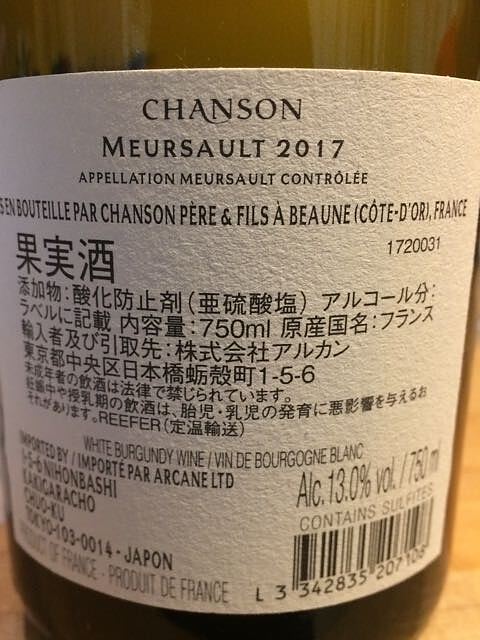 CHANSON
MEURSAULT 2017
APPELLATION MEURSAULT CONTRÔLÉE
S EN BOUTEILLE PAR CHANSON PÈRE & FILS À BEAUNE (CÔTE-D'OR), FRANCE
1720031
果実酒
添加物:酸化防止剤(亜硫酸塩) アルコール分:
ラベルに記載 内容量:750ml 原産国名:フランス
輸入者及び引取先:株式会社アルカン
東京都中央区日本橋蛎殻町1-5-6
未成年者の飲酒は法律で禁じられています。
妊娠中や授乳期の飲酒は、胎児・乳児の発育に悪影響を与えるお
それがあります。REEFER(定温輸送)
WHITE BURGUNDY WINE / VIN DE BOURGOGNE BLANC
IMPORTED BY / IMPORTÉ PAR ARCANE LTD
1-5-6 NIHONBASHI
KAKIGARACHO
CHUO-KU
TOKYO-103-0014 - JAPON
PRODUCT OF FRANCE - PRODUIT DE FRANCE
Alc. 13.0% vol. / 750 ml
CONTAINS SULFITES
L 3 342835 207108